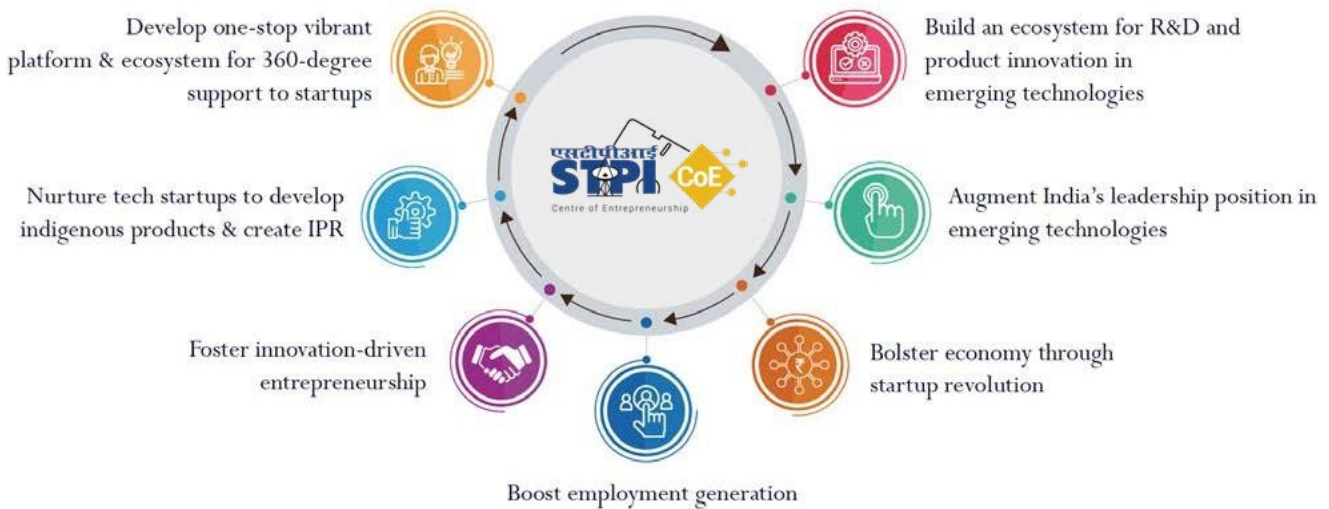 Develop one-stop vibrant
platform & ecosystem for 360-degree
support to startups
Build an ecosystem for R&D and
product innovation in
emerging technologies
एसटीपीआई
STPI
CoE
Centre of Entrepreneurship
Nurture tech startups to develop
indigenous products & create IPR
Augment India’s leadership position in
emerging technologies
Foster innovation-driven
entrepreneurship
₹
Bolster economy through
startup revolution
Boost employment generation